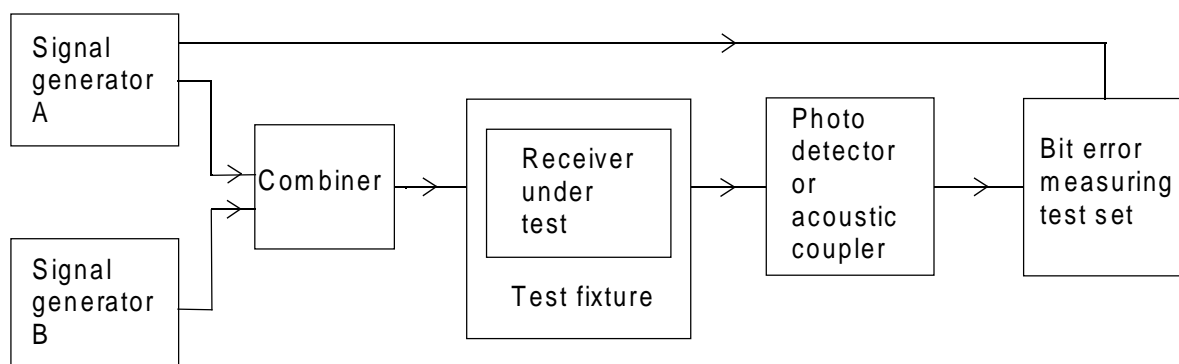 Signal
generator
A
Signal
generator
B
Combiner
Receiver
under
test
Test fixture
Photo
detector
or
acoustic
coupler
Bit error
measuring
test set